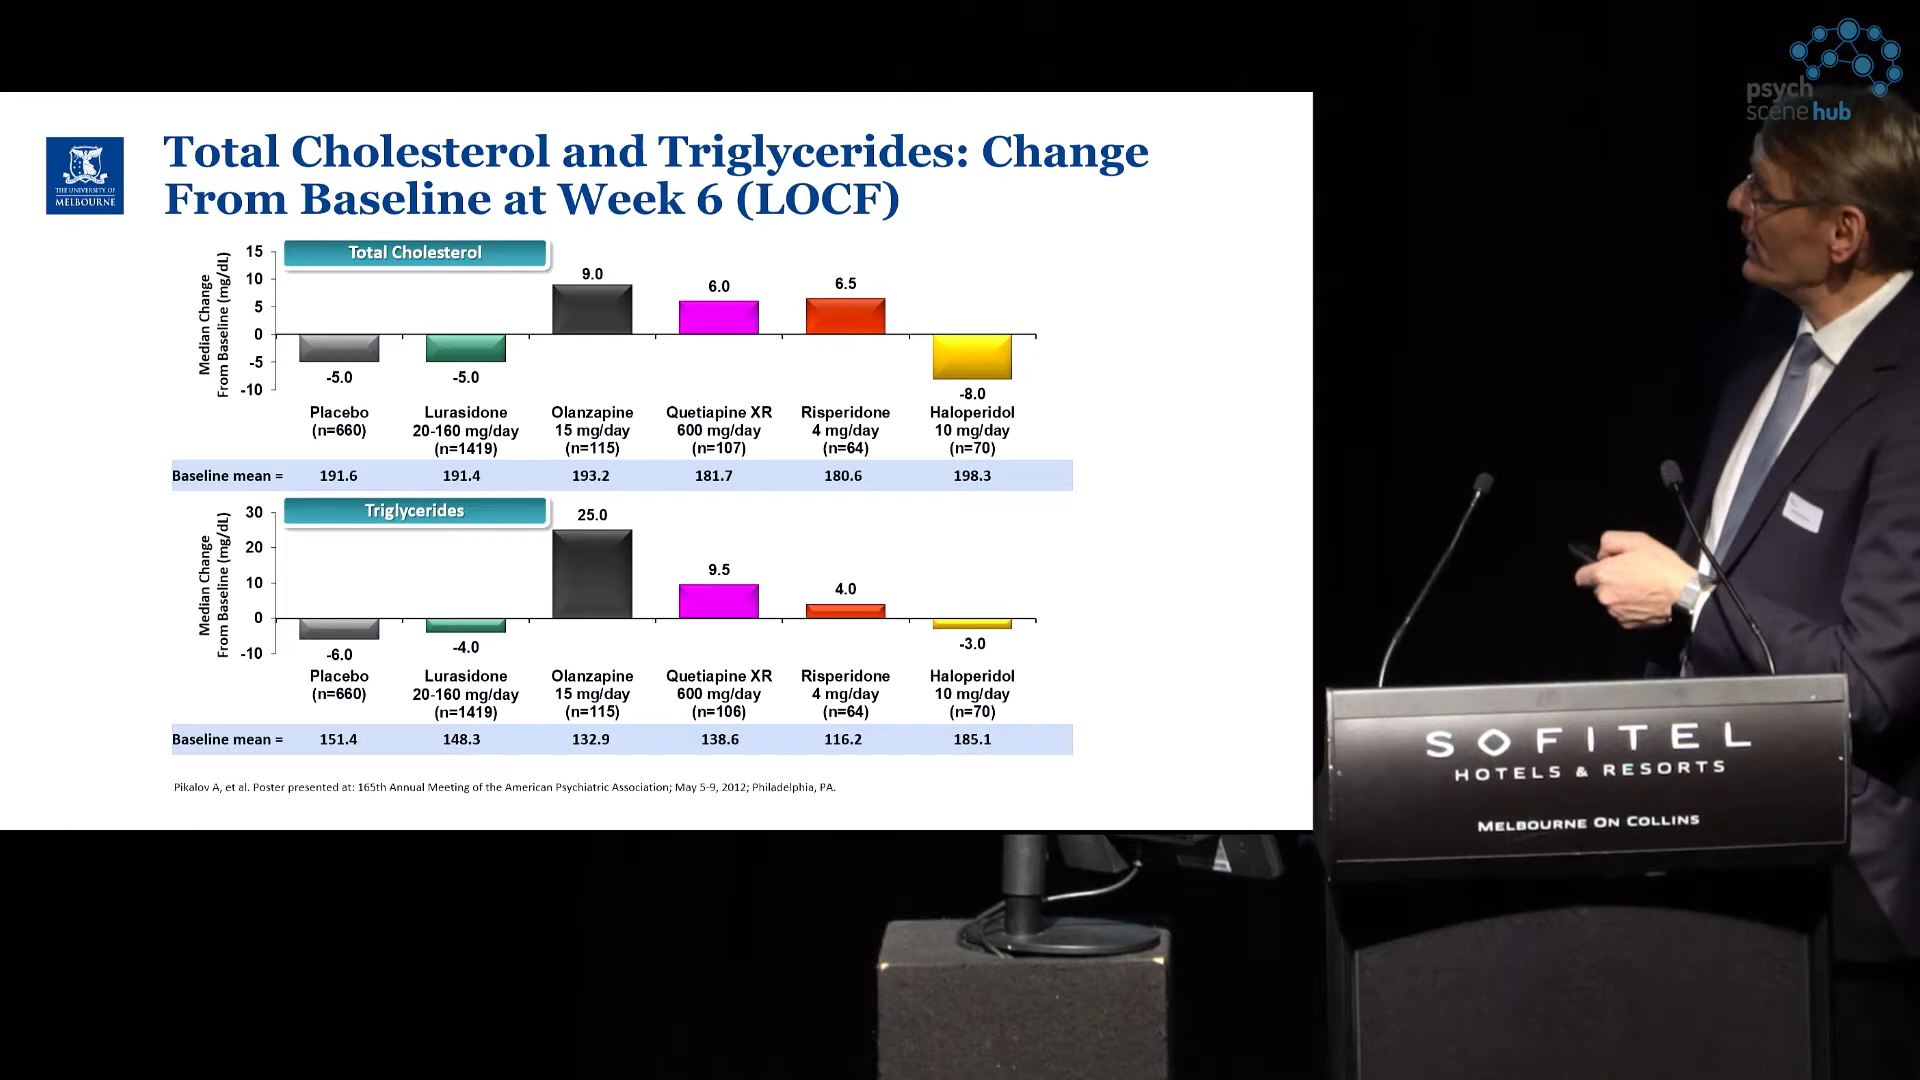 psych
scene hub
THE UNIVERSITY OF
MELBOURNE
Total Cholesterol and Triglycerides: Change
From Baseline at Week 6 (LOCF)
Total Cholesterol
Median Change
From Baseline (mg/dL)
15
10
5
0
-5
-10
-5.0
-5.0
9.0
6.0
6.5
-8.0
Placebo
(n=660)
Lurasidone
20-160 mg/day
(n=1419)
Olanzapine
15 mg/day
(n=115)
Quetiapine XR
600 mg/day
(n=107)
Risperidone
4 mg/day
(n=64)
Haloperidol
10 mg/day
(n=70)
Baseline mean = 191.6 191.4 193.2 181.7 180.6 198.3
Triglycerides
Median Change
From Baseline (mg/dL)
30
20
10
0
-10
-6.0
-4.0
25.0
9.5
4.0
-3.0
Placebo
(n=660)
Lurasidone
20-160 mg/day
(n=1419)
Olanzapine
15 mg/day
(n=115)
Quetiapine XR
600 mg/day
(n=106)
Risperidone
4 mg/day
(n=64)
Haloperidol
10 mg/day
(n=70)
Baseline mean = 151.4 148.3 132.9 138.6 116.2 185.1
Pikalov A, et al. Poster presented at: 165th Annual Meeting of the American Psychiatric Association; May 5-9, 2012; Philadelphia, PA.
SOFITEL
HOTELS & RESORTS
MELBOURNE ON COLLINS